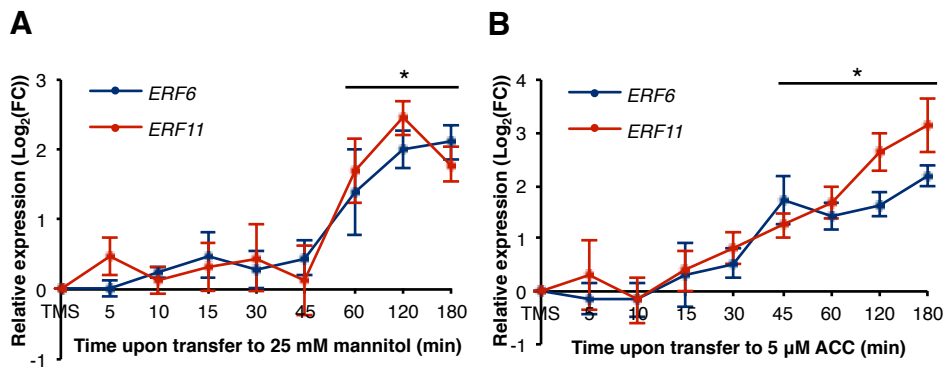 A
Relative expression (Log2(FC))
3
2
1
0
-1
ERF6
ERF11
*
TMS 5 10 15 30 45 60 120 180
Time upon transfer to 25 mM mannitol (min)
B
Relative expression (Log2(FC))
4
3
2
1
0
-1
ERF6
ERF11
*
TMS 5 10 15 30 45 60 120 180
Time upon transfer to 5 µM ACC (min)